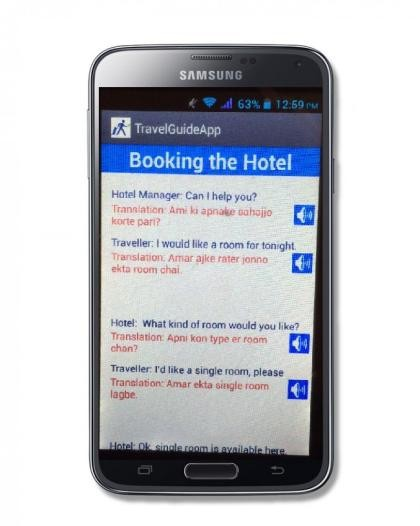 SAMSUNG
63% 12:59 PM
TravelGuideApp
Booking the Hotel
Hotel Manager: Can I help you?
Translation: Ami ki apnake sahajjo
korte pari?
Traveller: I would like a room for tonight.
Translation: Amar ajke rater jonno
ekta room chai.
Hotel: What kind of room would you like?
Translation: Apni kon type er room
chan?
Traveller: I'd like a single room, please
Translation: Amar ekta single room
lagbe.
Hotel: Ok, single room is available here.